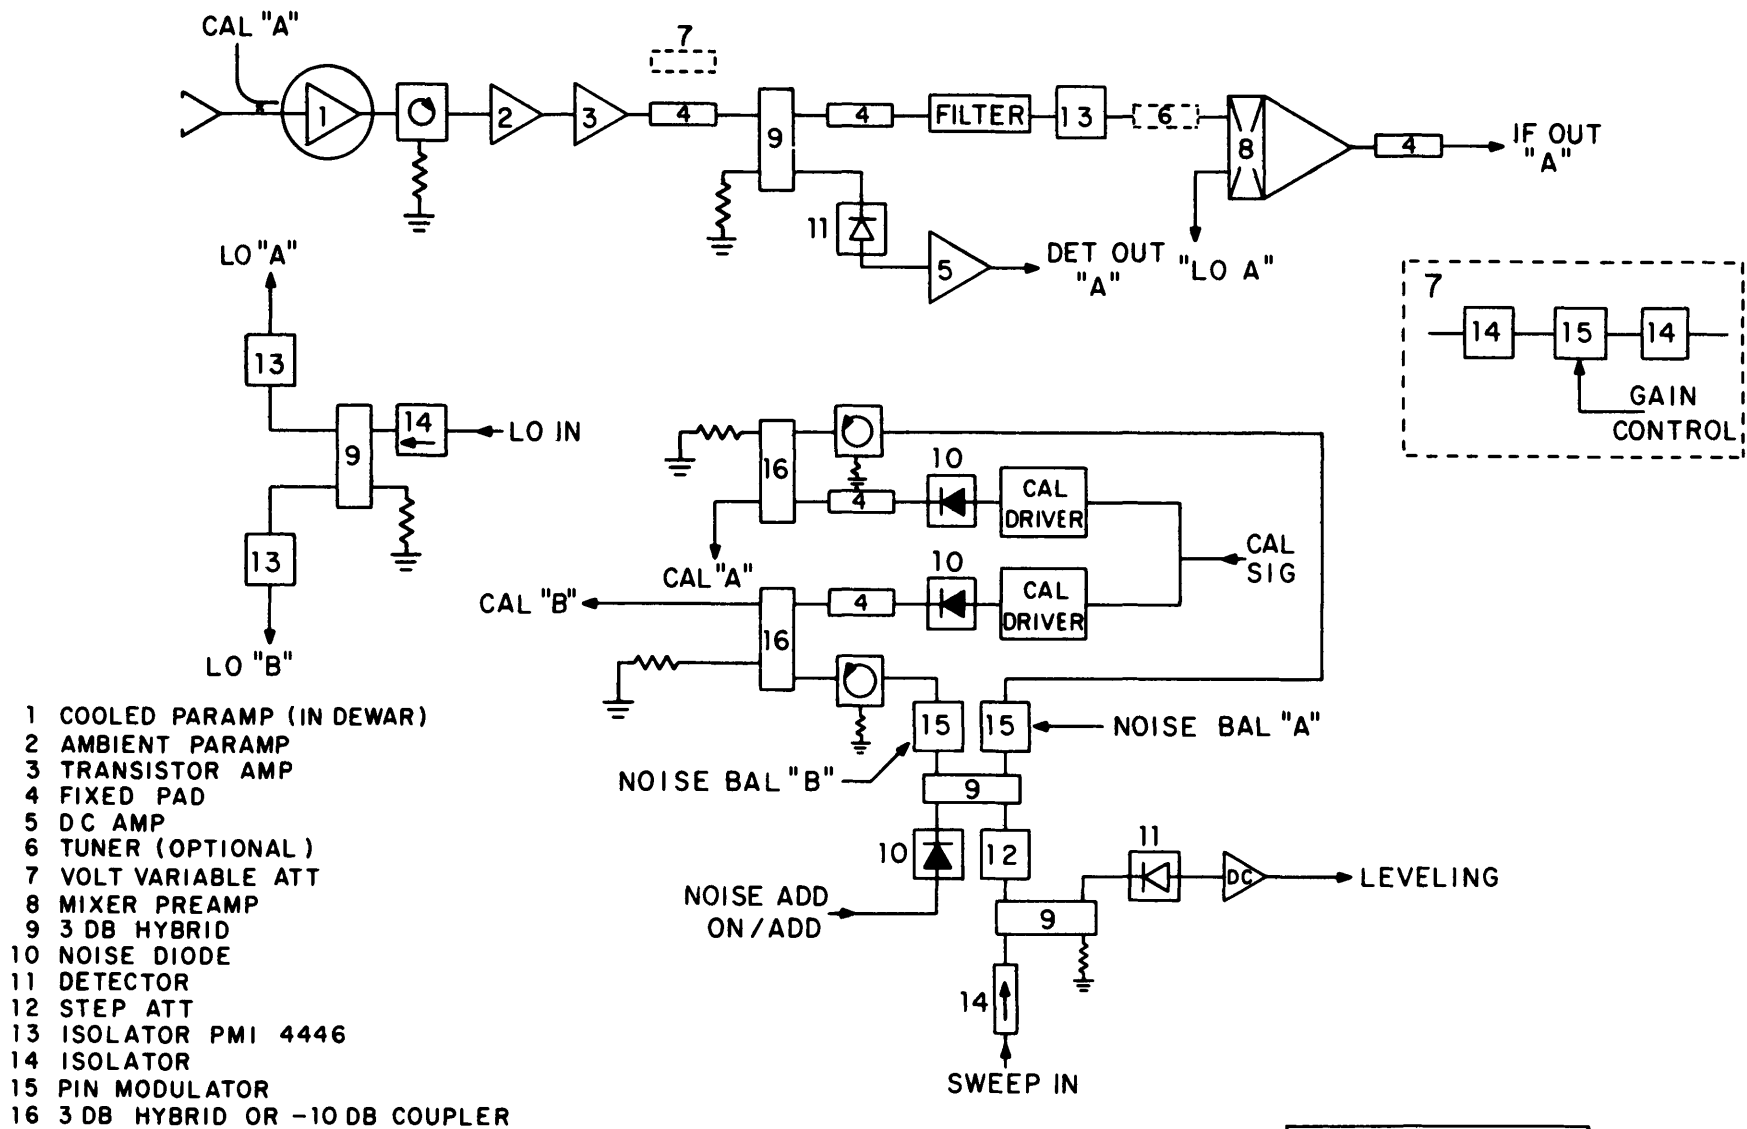 CAL "A"
7
1
2
3
4
9
4
FILTER
13
6
8
4
IF OUT
"A"
11
5
DET OUT
"A"
"LO A"
7
14
15
14
GAIN
CONTROL
LO "A"
13
9
14
LO IN
13
LO "B"
16
4
10
CAL
DRIVER
CAL "A"
CAL
SIG
CAL "B"
16
4
10
CAL
DRIVER
15
15
NOISE BAL "A"
NOISE BAL "B"
9
10
12
11
DC
LEVELING
NOISE ADD
ON/ADD
9
14
SWEEP IN
1 COOLED PARAMP (IN DEWAR)
2 AMBIENT PARAMP
3 TRANSISTOR AMP
4 FIXED PAD
5 DC AMP
6 TUNER (OPTIONAL)
7 VOLT VARIABLE ATT
8 MIXER PREAMP
9 3 DB HYBRID
10 NOISE DIODE
11 DETECTOR
12 STEP ATT
13 ISOLATOR PMI 4446
14 ISOLATOR
15 PIN MODULATOR
16 3 DB HYBRID OR -10 DB COUPLER